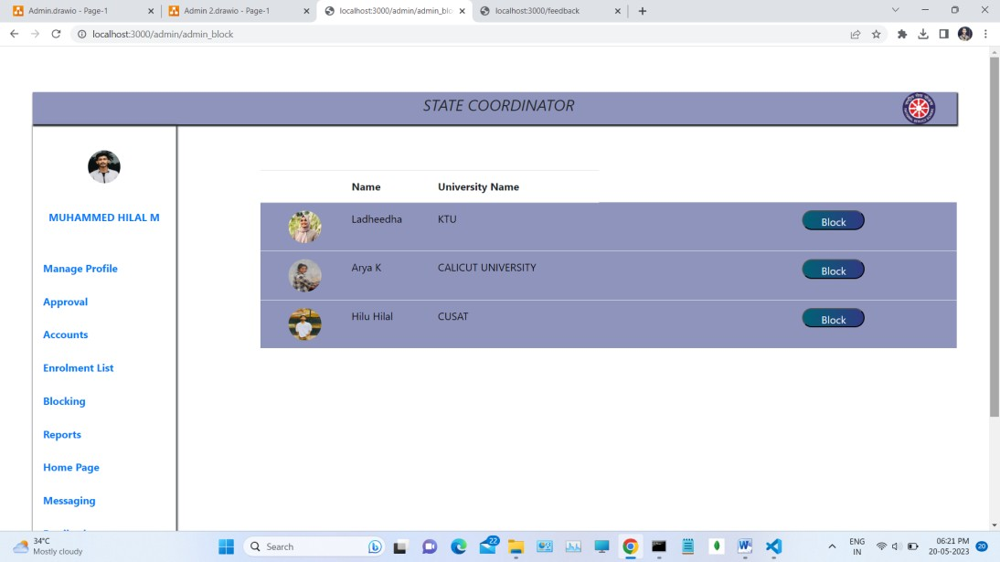 Admin.drawio - Page-1
Admin 2.drawio - Page-1
localhost:3000/admin/admin_blo
localhost:3000/feedback
localhost:3000/admin/admin_block
STATE COORDINATOR
MUHAMMED HILAL M
Manage Profile
Approval
Accounts
Enrolment List
Blocking
Reports
Home Page
Messaging
Name University Name
Ladheedha KTU Block
Arya K CALICUT UNIVERSITY Block
Hilu Hilal CUSAT Block
34°C
Mostly cloudy
Search
22
ENG
IN
06:21 PM
20-05-2023
20